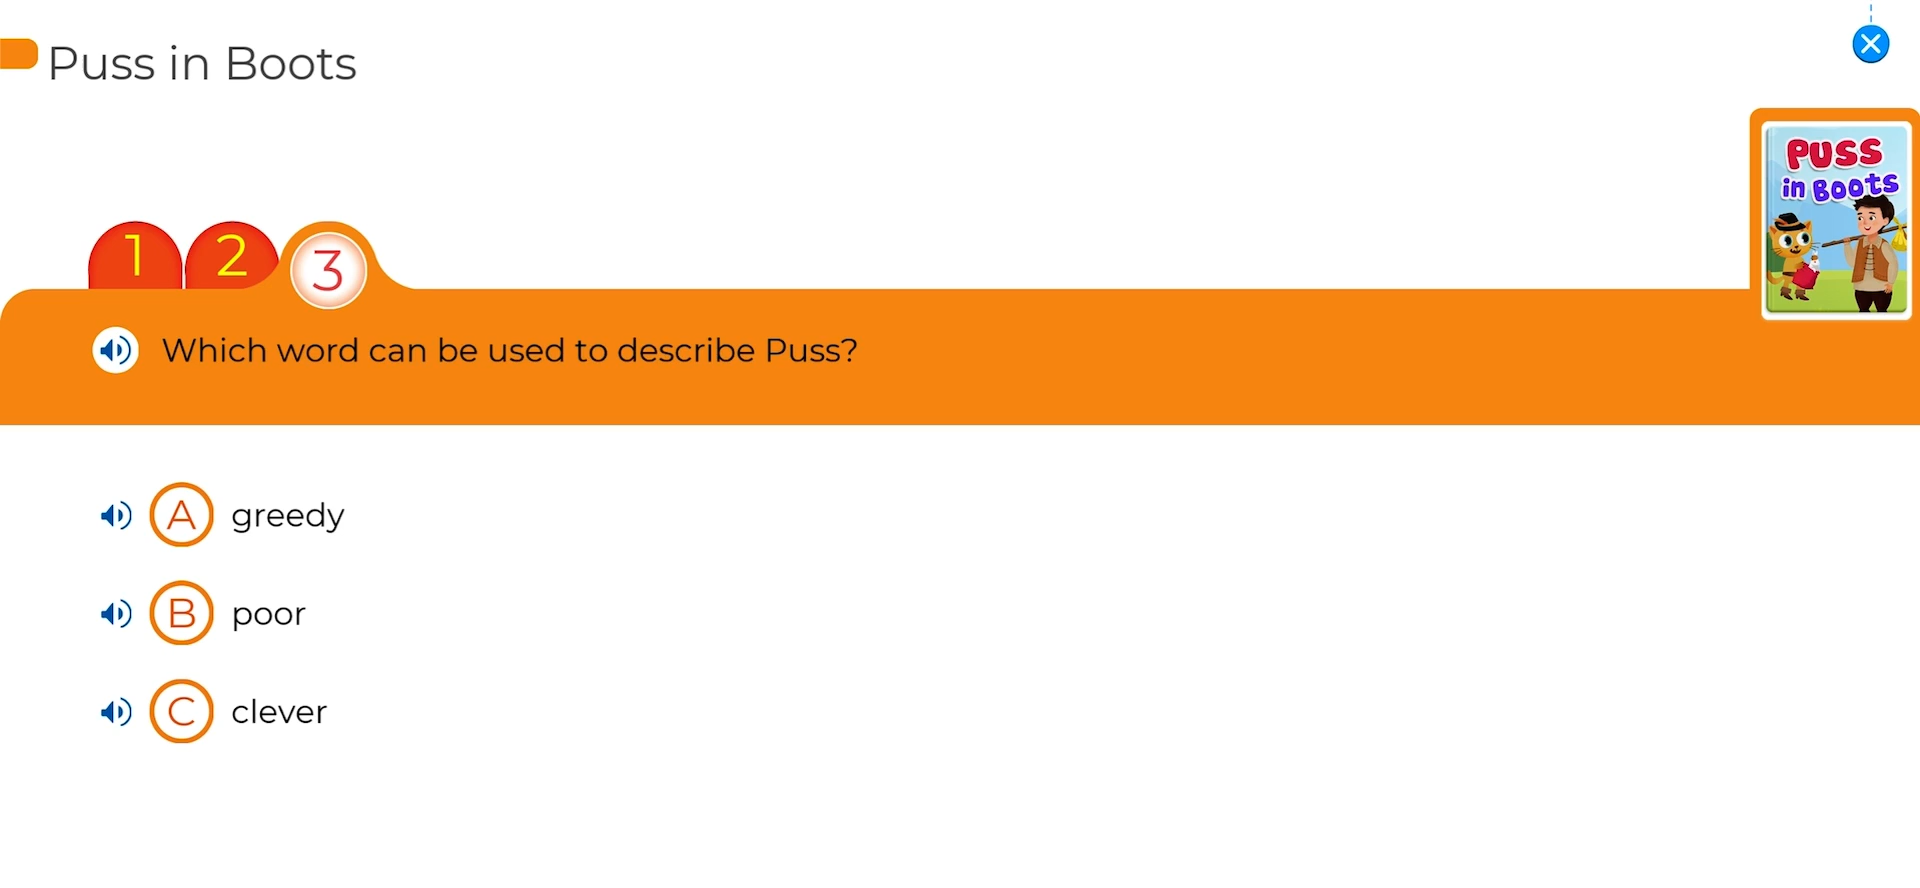 Puss in Boots
PUSS
in Boots
1 2 3
Which word can be used to describe Puss?
A greedy
B poor
C clever